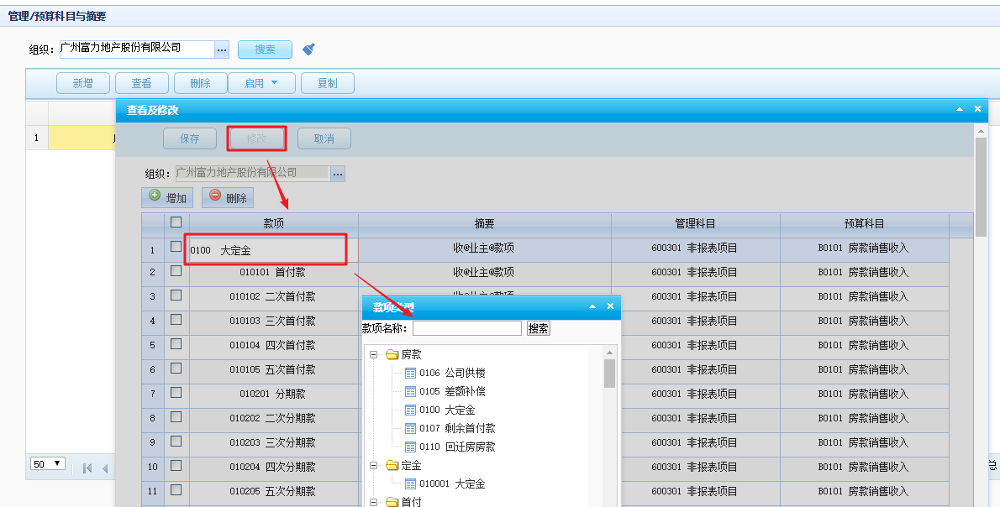 管理/预算科目与摘要
组织： 广州富力地产股份有限公司 ... 搜索
新增 查看 删除 启用 复制
查看及修改
1
保存 修改 取消
组织： 广州富力地产股份有限公司 ...
增加 删除
款项 摘要 管理科目 预算科目
1 0100 大定金 收@业主@款项 600301 非报表项目 B0101 房款销售收入
2 010101 首付款 收@业主@款项 600301 非报表项目 B0101 房款销售收入
3 010102 二次首付款 收@业主@款项 600301 非报表项目 B0101 房款销售收入
4 010103 三次首付款 600301 非报表项目 B0101 房款销售收入
5 010104 四次首付款 600301 非报表项目 B0101 房款销售收入
6 010105 五次首付款 600301 非报表项目 B0101 房款销售收入
7 010201 分期款 600301 非报表项目 B0101 房款销售收入
8 010202 二次分期款 600301 非报表项目 B0101 房款销售收入
9 010203 三次分期款 600301 非报表项目 B0101 房款销售收入
10 010204 四次分期款 600301 非报表项目 B0101 房款销售收入
11 010205 五次分期款 600301 非报表项目 B0101 房款销售收入
款项类型
款项名称： 搜索
房款
0106 公司供楼
0105 差额补偿
0100 大定金
0107 剩余首付款
0110 回迁房房款
定金
010001 大定金
首付
50
总